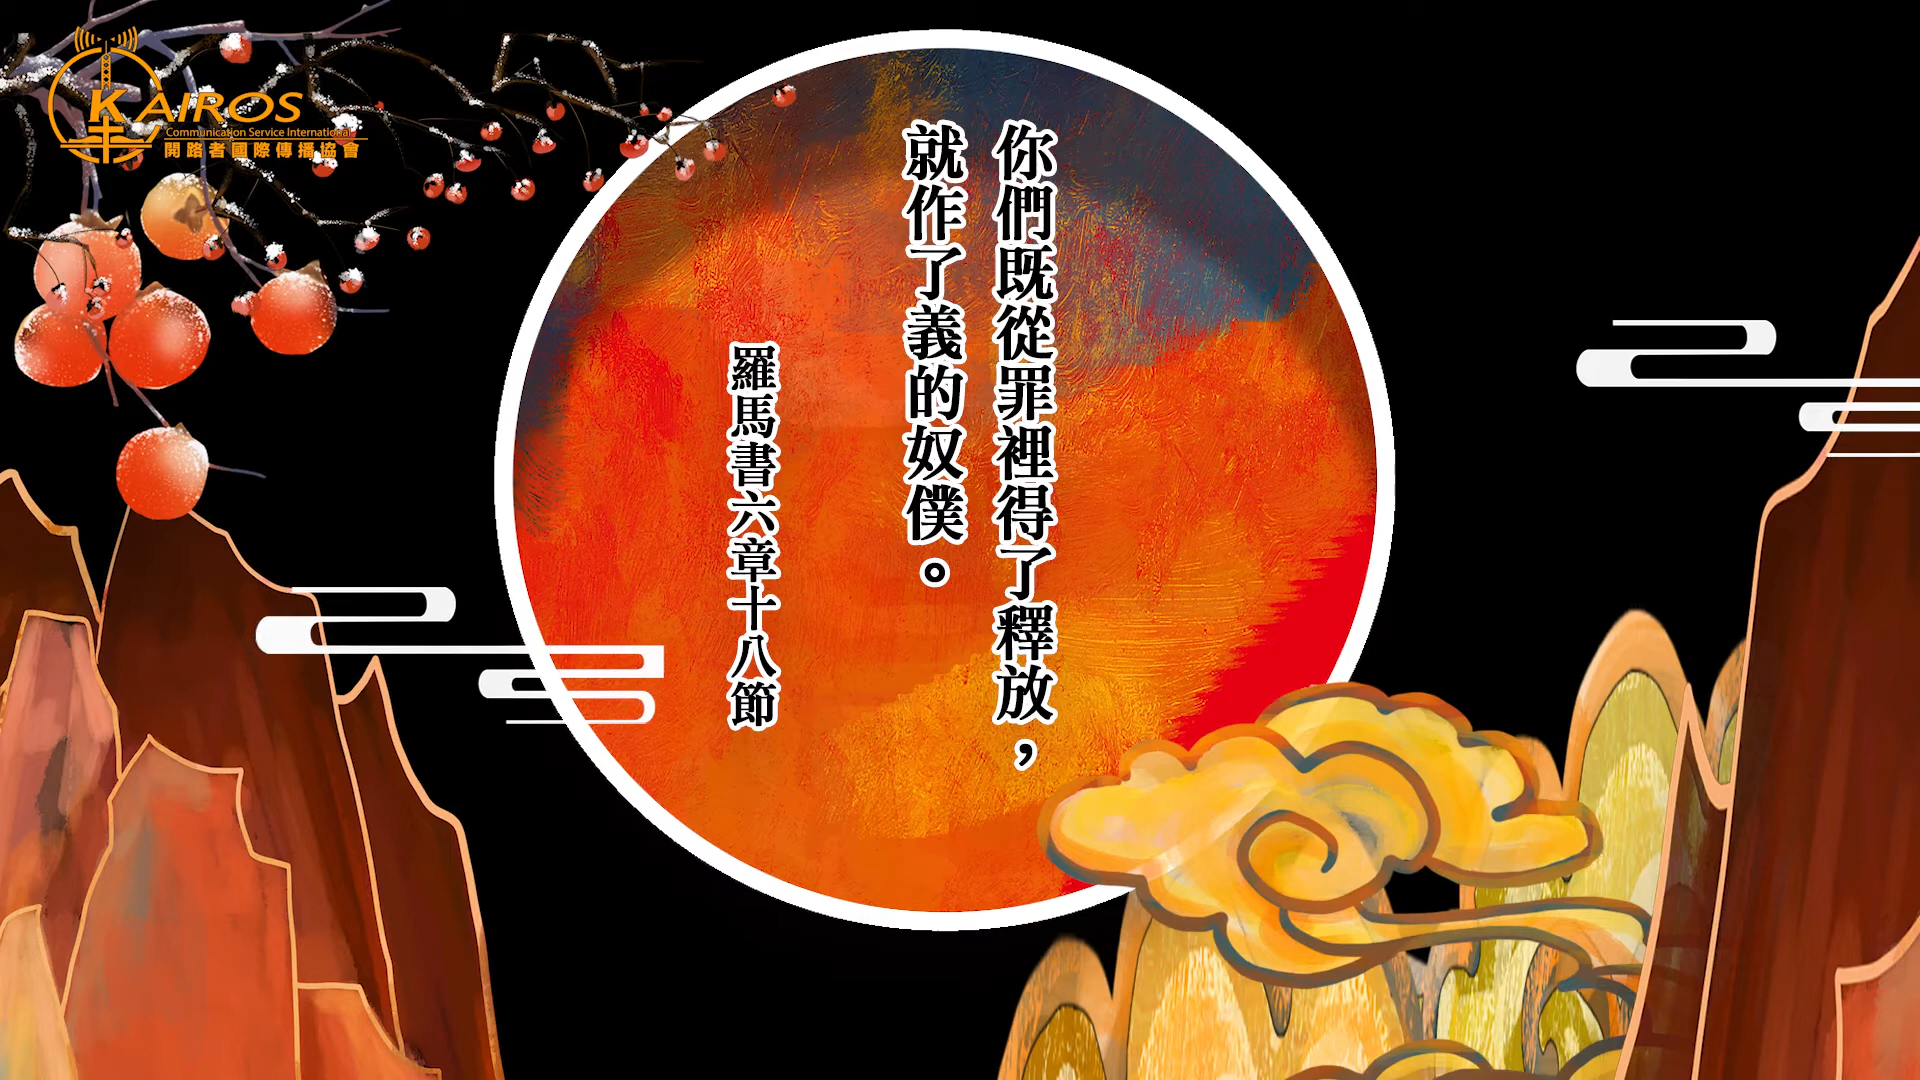 KAIROS
Communication Service International
開路者國際傳播協會
你們既從罪裡得了釋放，
就作了義的奴僕。
羅馬書六章十八節